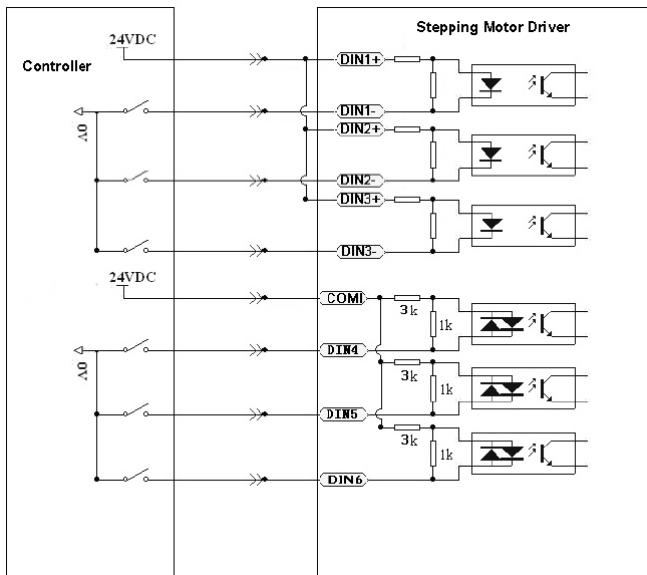 Stepping Motor Driver
24VDC
Controller
DIN1+
DIN1-
0V
DIN2+
DIN2-
DIN3+
DIN3-
24VDC
COMI
3k
1k
DIN4
0V
3k
1k
DIN5
3k
1k
DIN6